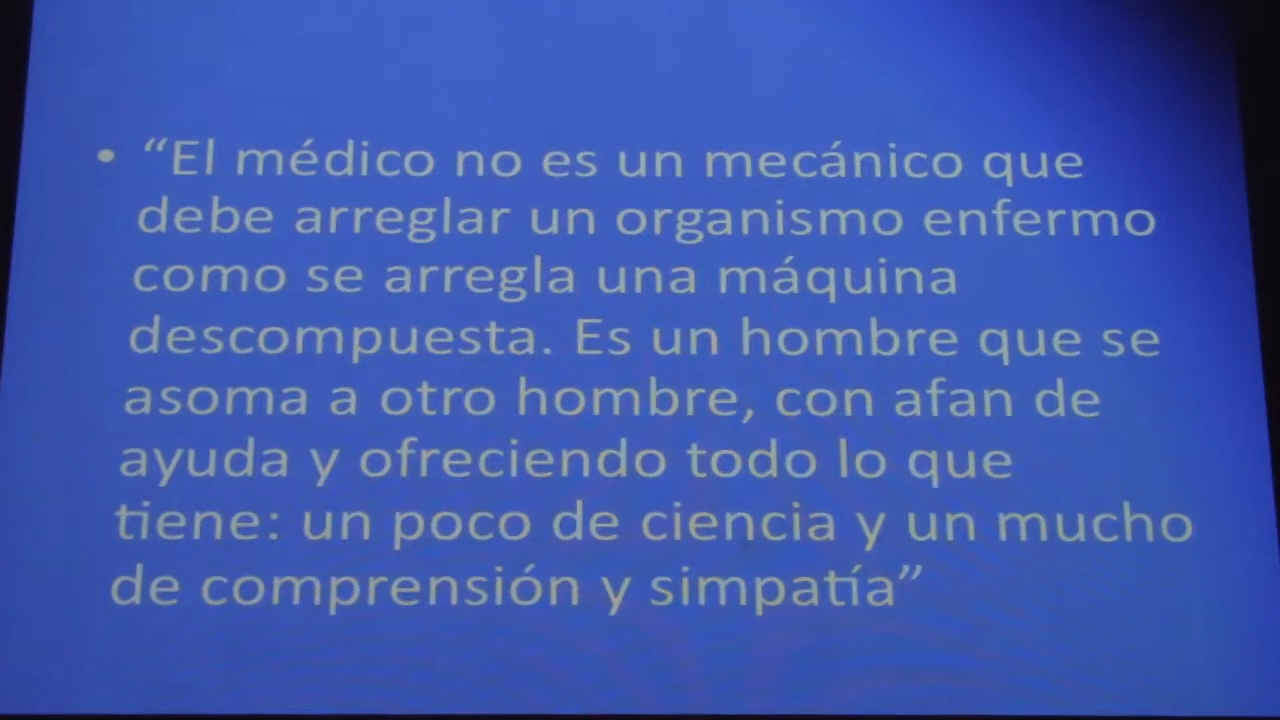 • “El médico no es un mecánico que
debe arreglar un organismo enfermo
como se arregla una máquina
descompuesta. Es un hombre que se
asoma a otro hombre, con afan de
ayuda y ofreciendo todo lo que
tiene: un poco de ciencia y un mucho
de comprensión y simpatía”